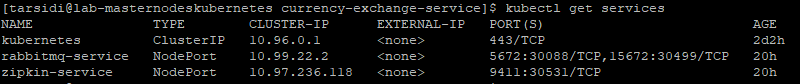 [tarsidi@lab-masternodeskubernetes currency-exchange-service]$ kubectl get services
NAME TYPE CLUSTER-IP EXTERNAL-IP PORT(S) AGE
kubernetes ClusterIP 10.96.0.1 <none> 443/TCP 2d2h
rabbitmq-service NodePort 10.99.22.2 <none> 5672:30088/TCP,15672:30499/TCP 20h
zipkin-service NodePort 10.97.236.118 <none> 9411:30531/TCP 20h